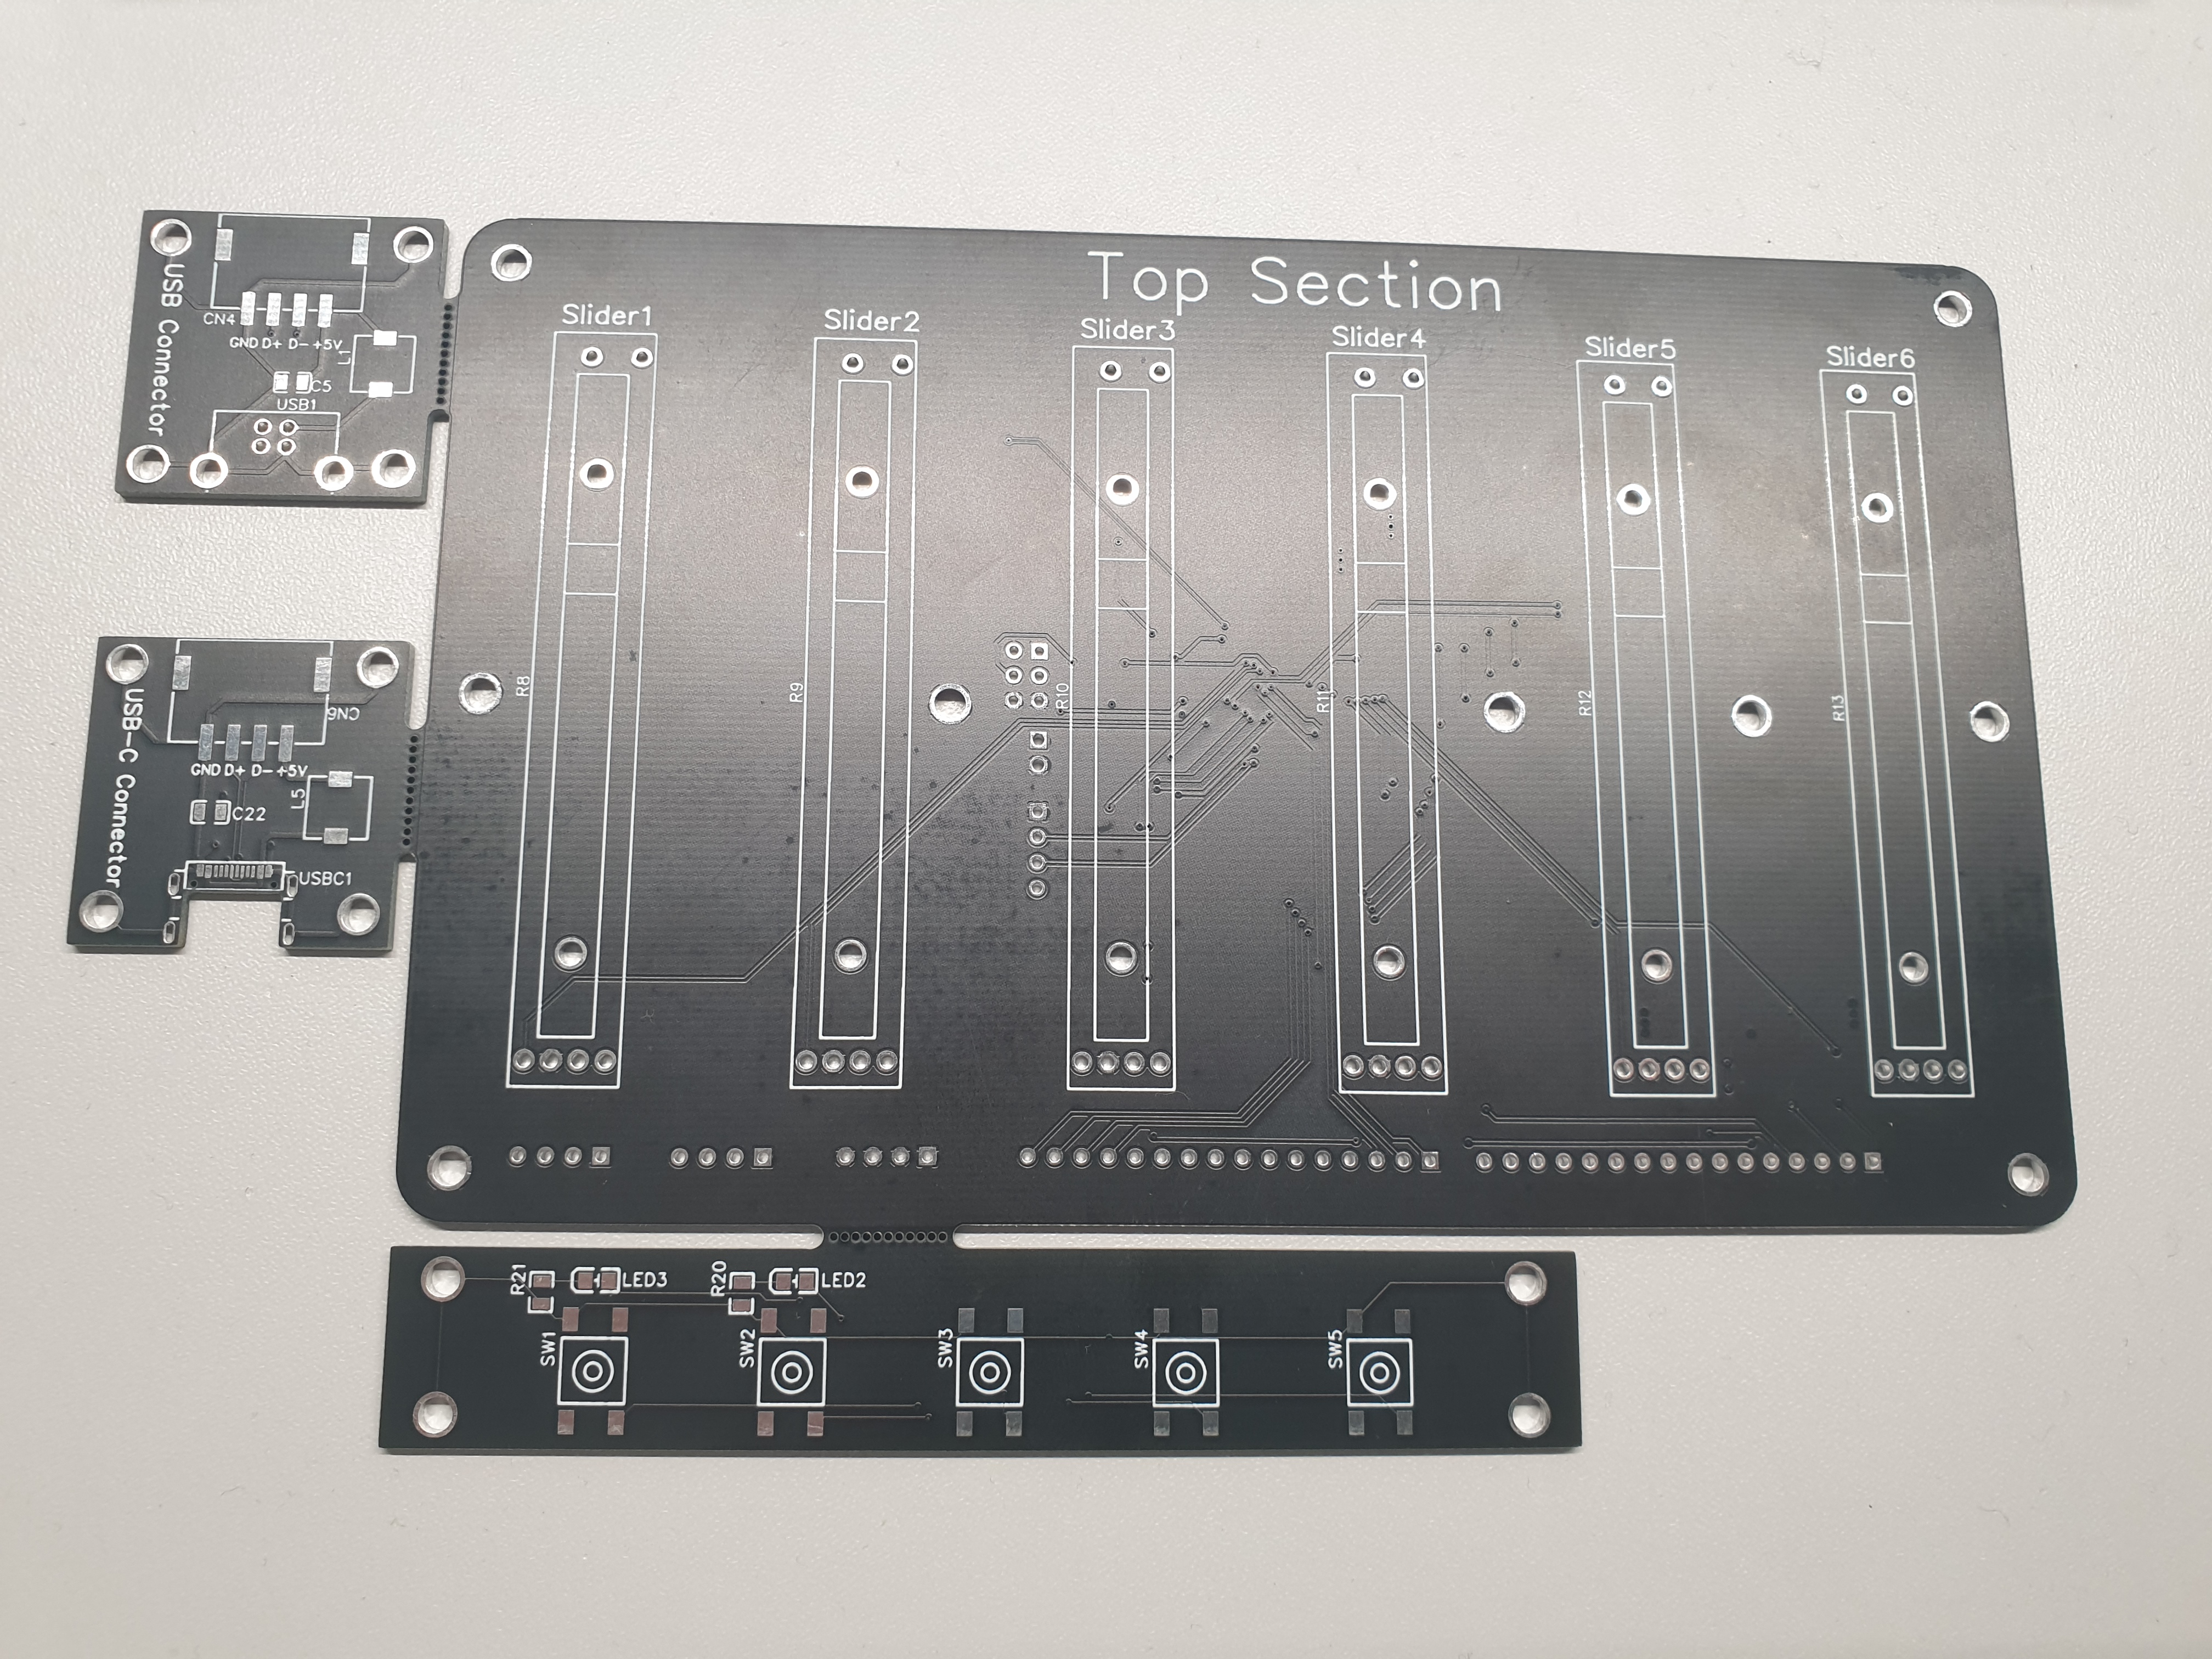 Top Section
Slider1
Slider2
Slider3
Slider4
Slider5
Slider6
R8
R9
R10
R11
R12
R13
USB Connector
CN4
GND D+ D- +5V
L1
C5
USB1
USB-C Connector
CN6
GND D+ D- +5V
L5
C22
USBC1
R21
LED3
R20
LED2
SW1
SW2
SW3
SW4
SW5